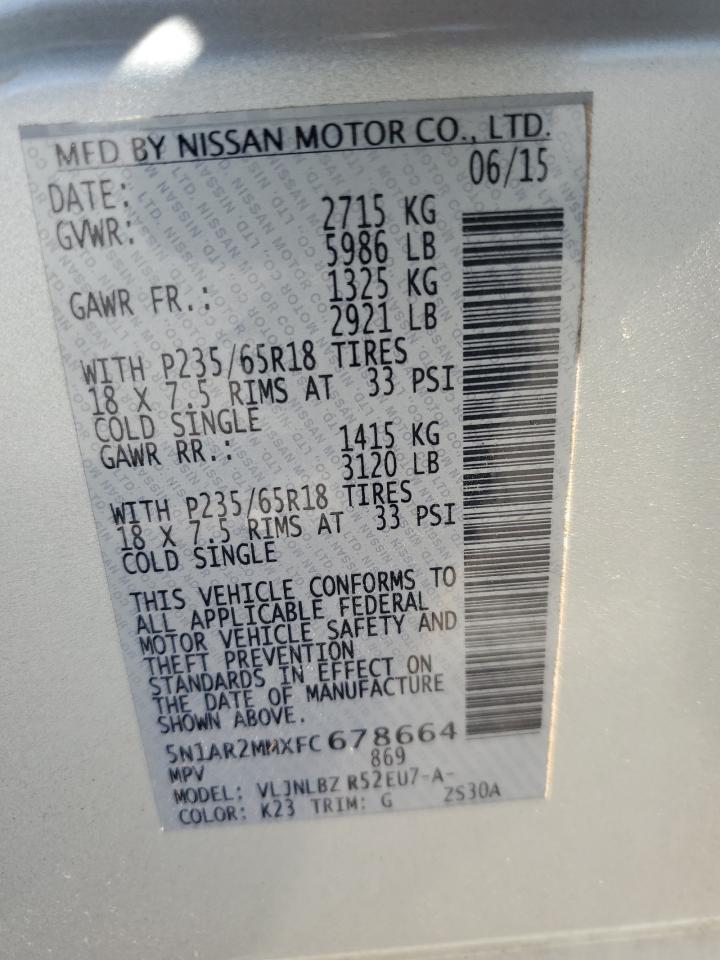 MFD BY NISSAN MOTOR CO., LTD.
DATE: 06/15
GVWR: 2715 KG
5986 LB
GAWR FR.: 1325 KG
2921 LB
WITH P235/65R18 TIRES
18 X 7.5 RIMS AT 33 PSI
COLD SINGLE
GAWR RR.: 1415 KG
3120 LB
WITH P235/65R18 TIRES
18 X 7.5 RIMS AT 33 PSI
COLD SINGLE
THIS VEHICLE CONFORMS TO
ALL APPLICABLE FEDERAL
MOTOR VEHICLE SAFETY AND
THEFT PREVENTION
STANDARDS IN EFFECT ON
THE DATE OF MANUFACTURE
SHOWN ABOVE.
5N1AR2MMXFC678664
MPV 869
MODEL: VLJNLBZ R52EU7-A-
COLOR: K23 TRIM: G ZS30A